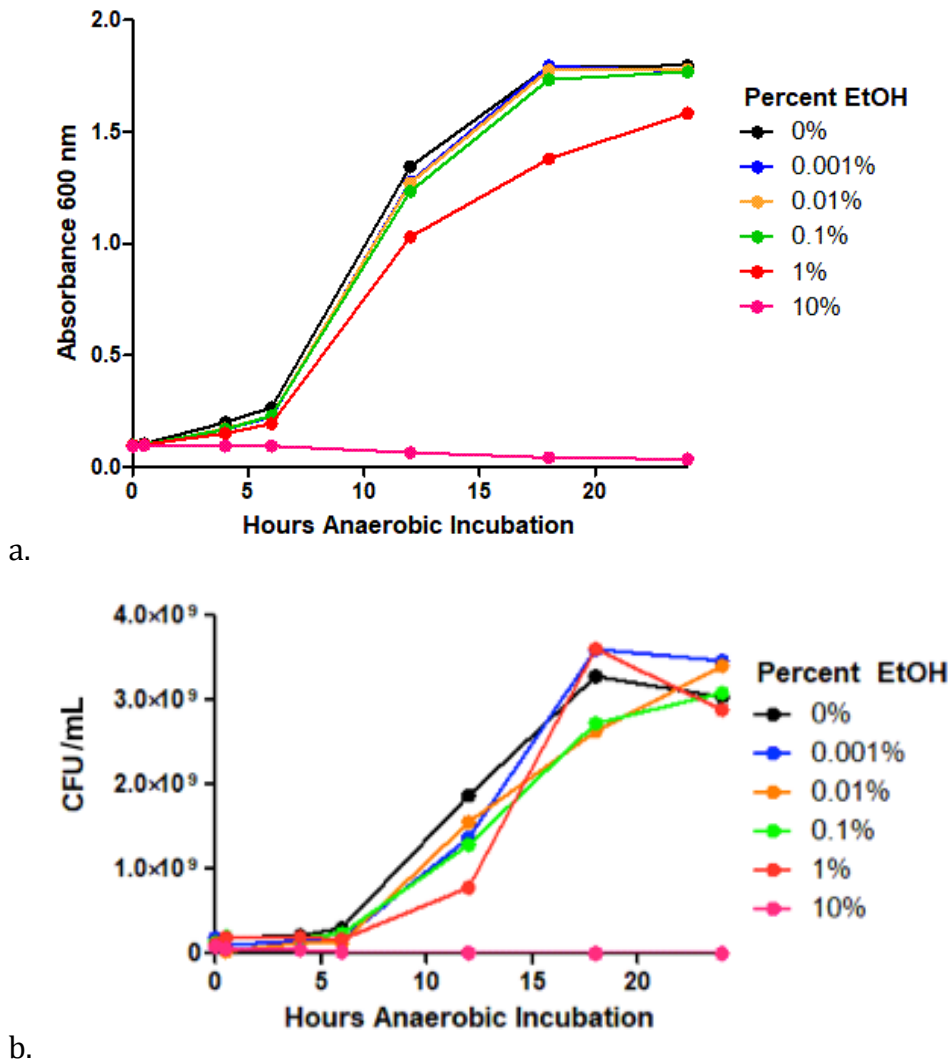 2.0
1.5
1.0
0.5
0.0
Absorbance 600 nm
0 5 10 15 20
Hours Anaerobic Incubation
Percent EtOH
0%
0.001%
0.01%
0.1%
1%
10%
a.
4.0×10⁹
3.0×10⁹
2.0×10⁹
1.0×10⁹
0
CFU /mL
0 5 10 15 20
Hours Anaerobic Incubation
Percent EtOH
0%
0.001%
0.01%
0.1%
1%
10%
b.